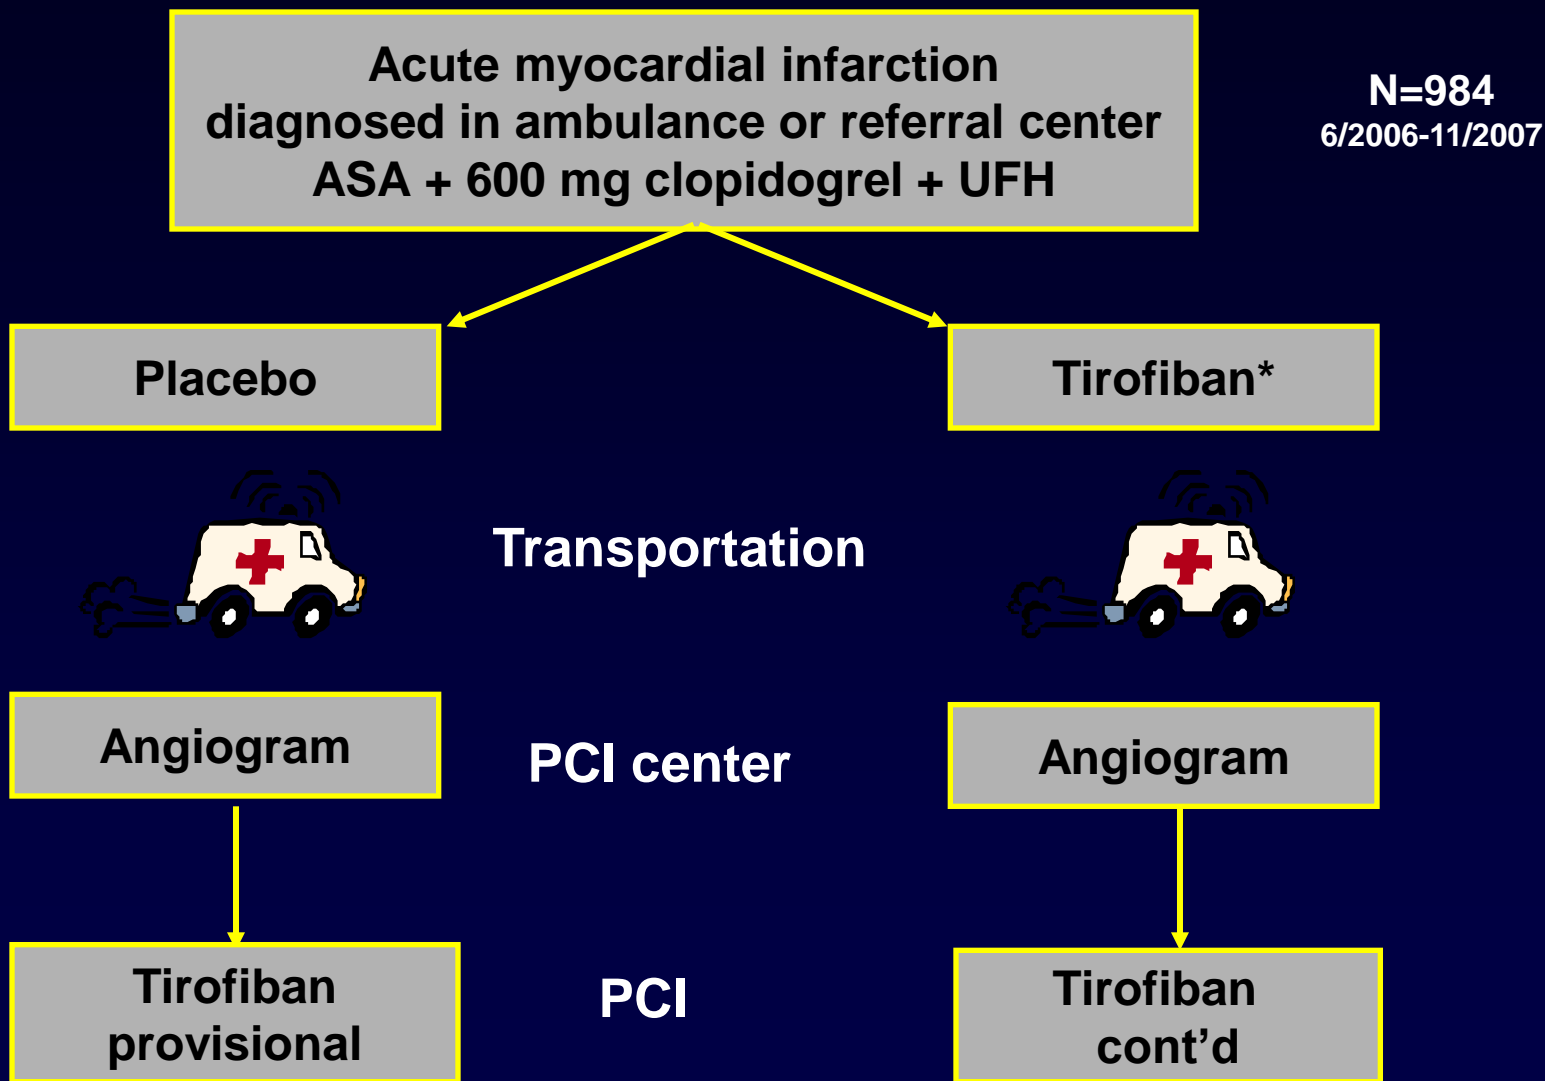 Acute myocardial infarction
diagnosed in ambulance or referral center
ASA + 600 mg clopidogrel + UFH
N=984
6/2006-11/2007
Placebo
Tirofiban*
Transportation
Angiogram
PCI center
Angiogram
Tirofiban
provisional
PCI
Tirofiban
cont’d